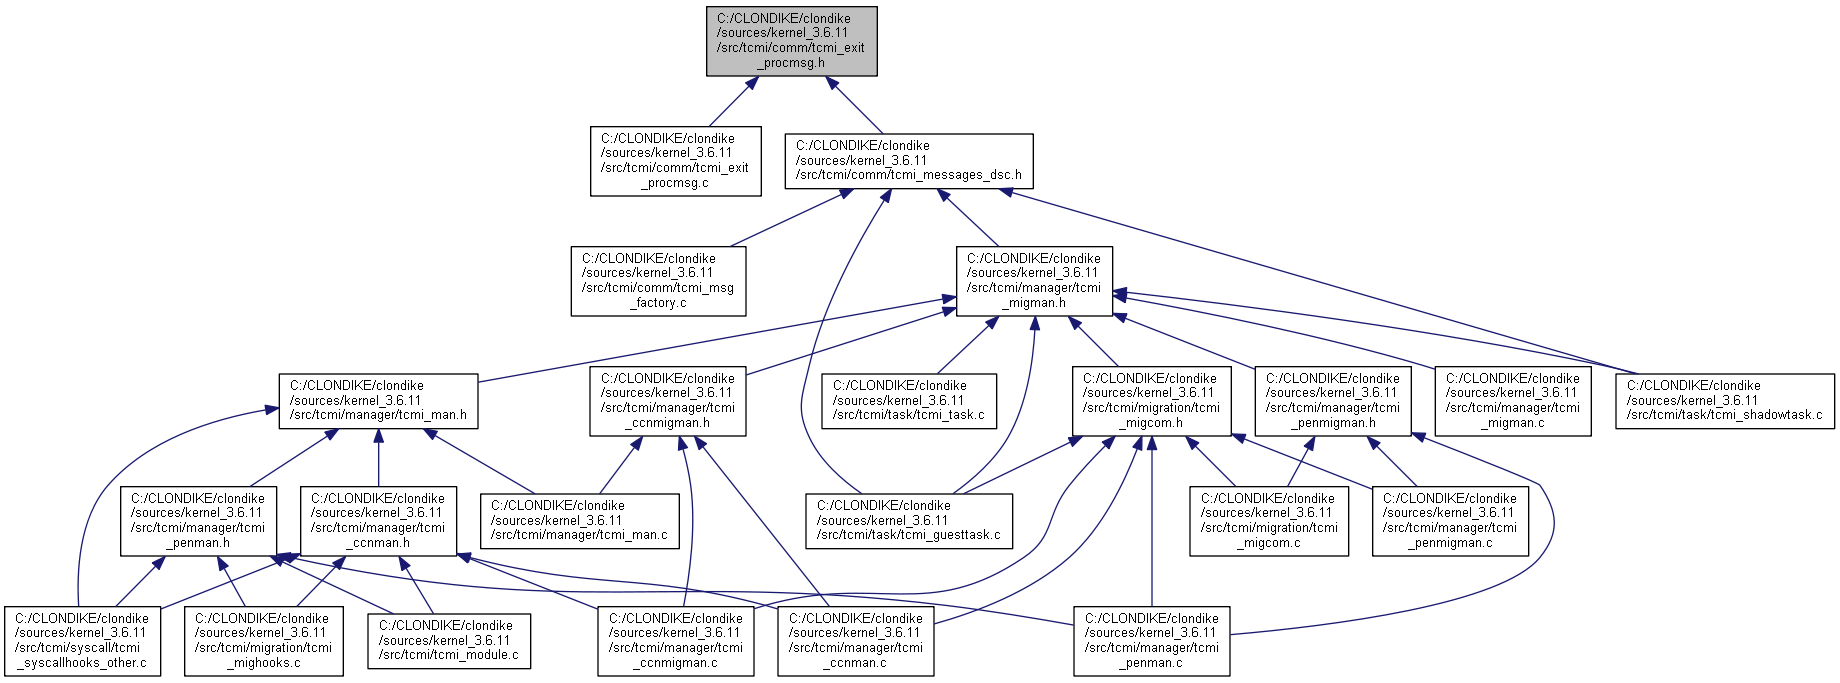 C:/CLONDIKE/clondike
/sources/kernel_3.6.11
/src/tcmi/comm/tcmi_exit
_procmsg.h
C:/CLONDIKE/clondike
/sources/kernel_3.6.11
/src/tcmi/comm/tcmi_exit
_procmsg.c
C:/CLONDIKE/clondike
/sources/kernel_3.6.11
/src/tcmi/comm/tcmi_messages_dsc.h
C:/CLONDIKE/clondike
/sources/kernel_3.6.11
/src/tcmi/comm/tcmi_msg
_factory.c
C:/CLONDIKE/clondike
/sources/kernel_3.6.11
/src/tcmi/manager/tcmi
_migman.h
C:/CLONDIKE/clondike
/sources/kernel_3.6.11
/src/tcmi/manager/tcmi_man.h
C:/CLONDIKE/clondike
/sources/kernel_3.6.11
/src/tcmi/manager/tcmi
_ccnmigman.h
C:/CLONDIKE/clondike
/sources/kernel_3.6.11
/src/tcmi/task/tcmi_task.c
C:/CLONDIKE/clondike
/sources/kernel_3.6.11
/src/tcmi/migration/tcmi
_migcom.h
C:/CLONDIKE/clondike
/sources/kernel_3.6.11
/src/tcmi/manager/tcmi
_penmigman.h
C:/CLONDIKE/clondike
/sources/kernel_3.6.11
/src/tcmi/manager/tcmi
_migman.c
C:/CLONDIKE/clondike
/sources/kernel_3.6.11
/src/tcmi/task/tcmi_shadowtask.c
C:/CLONDIKE/clondike
/sources/kernel_3.6.11
/src/tcmi/manager/tcmi
_penman.h
C:/CLONDIKE/clondike
/sources/kernel_3.6.11
/src/tcmi/manager/tcmi
_ccnman.h
C:/CLONDIKE/clondike
/sources/kernel_3.6.11
/src/tcmi/manager/tcmi_man.c
C:/CLONDIKE/clondike
/sources/kernel_3.6.11
/src/tcmi/task/tcmi_guesttask.c
C:/CLONDIKE/clondike
/sources/kernel_3.6.11
/src/tcmi/migration/tcmi
_migcom.c
C:/CLONDIKE/clondike
/sources/kernel_3.6.11
/src/tcmi/manager/tcmi
_penmigman.c
C:/CLONDIKE/clondike
/sources/kernel_3.6.11
/src/tcmi/syscall/tcmi
_syscallhooks_other.c
C:/CLONDIKE/clondike
/sources/kernel_3.6.11
/src/tcmi/migration/tcmi
_mighooks.c
C:/CLONDIKE/clondike
/sources/kernel_3.6.11
/src/tcmi/tcmi_module.c
C:/CLONDIKE/clondike
/sources/kernel_3.6.11
/src/tcmi/manager/tcmi
_ccnmigman.c
C:/CLONDIKE/clondike
/sources/kernel_3.6.11
/src/tcmi/manager/tcmi
_ccnman.c
C:/CLONDIKE/clondike
/sources/kernel_3.6.11
/src/tcmi/manager/tcmi
_penman.c